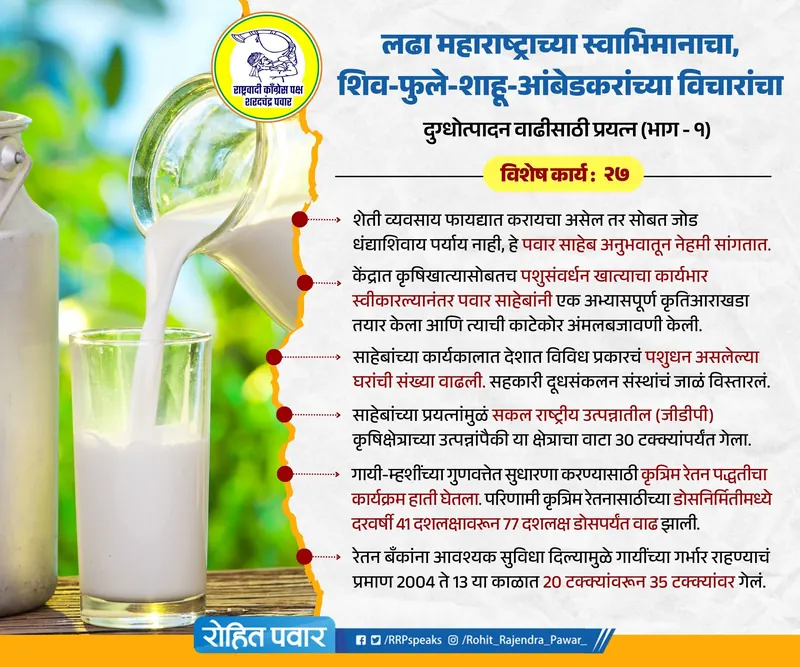 राष्ट्रवादी काँग्रेस पक्ष
शरदचंद्र पवार
लढा महाराष्ट्राच्या स्वाभिमानाचा,
शिव-फुले-शाहू-आंबेडकरांच्या विचारांचा
दुग्धोत्पादन वाढीसाठी प्रयत्न (भाग - १)
विशेष कार्य : २७
शेती व्यवसाय फायद्यात करायचा असेल तर सोबत जोड
धंद्याशिवाय पर्याय नाही, हे पवार साहेब अनुभवातून नेहमी सांगतात.
केंद्रात कृषिखात्यासोबतच पशुसंवर्धन खात्याचा कार्यभार
स्वीकारल्यानंतर पवार साहेबांनी एक अभ्यासपूर्ण कृतिआराखडा
तयार केला आणि त्याची काटेकोर अंमलबजावणी केली.
साहेबांच्या कार्यकालात देशात विविध प्रकारचं पशुधन असलेल्या
घरांची संख्या वाढली. सहकारी दूधसंकलन संस्थांचं जाळं विस्तारलं.
साहेबांच्या प्रयत्नांमुळं सकल राष्ट्रीय उत्पन्नातील (जीडीपी)
कृषिक्षेत्राच्या उत्पन्नांपैकी या क्षेत्राचा वाटा 30 टक्क्यांपर्यंत गेला.
गायी-म्हशींच्या गुणवत्तेत सुधारणा करण्यासाठी कृत्रिम रेतन पद्धतीचा
कार्यक्रम हाती घेतला. परिणामी कृत्रिम रेतनासाठीच्या डोसनिर्मितीमध्ये
दरवर्षी 41 दशलक्षावरून 77 दशलक्ष डोसपर्यंत वाढ झाली.
रेतन बँकांना आवश्यक सुविधा दिल्यामुळे गायींच्या गर्भार राहण्याचं
प्रमाण 2004 ते 13 या काळात 20 टक्क्यांवरून 35 टक्क्यांवर गेलं.
रोहित पवार
/RRPspeaks /Rohit_Rajendra_Pawar_